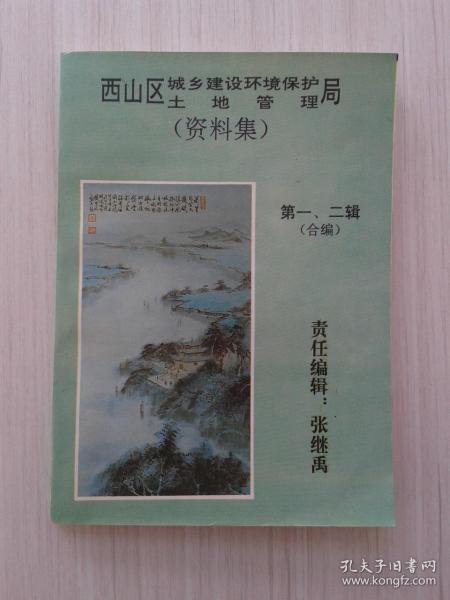 西山区城乡建设环境保护局
土地管理
（资料集）
第一、二辑
（合编）
责任编辑：张继禹
孔夫子旧书网
www.kongfz.com